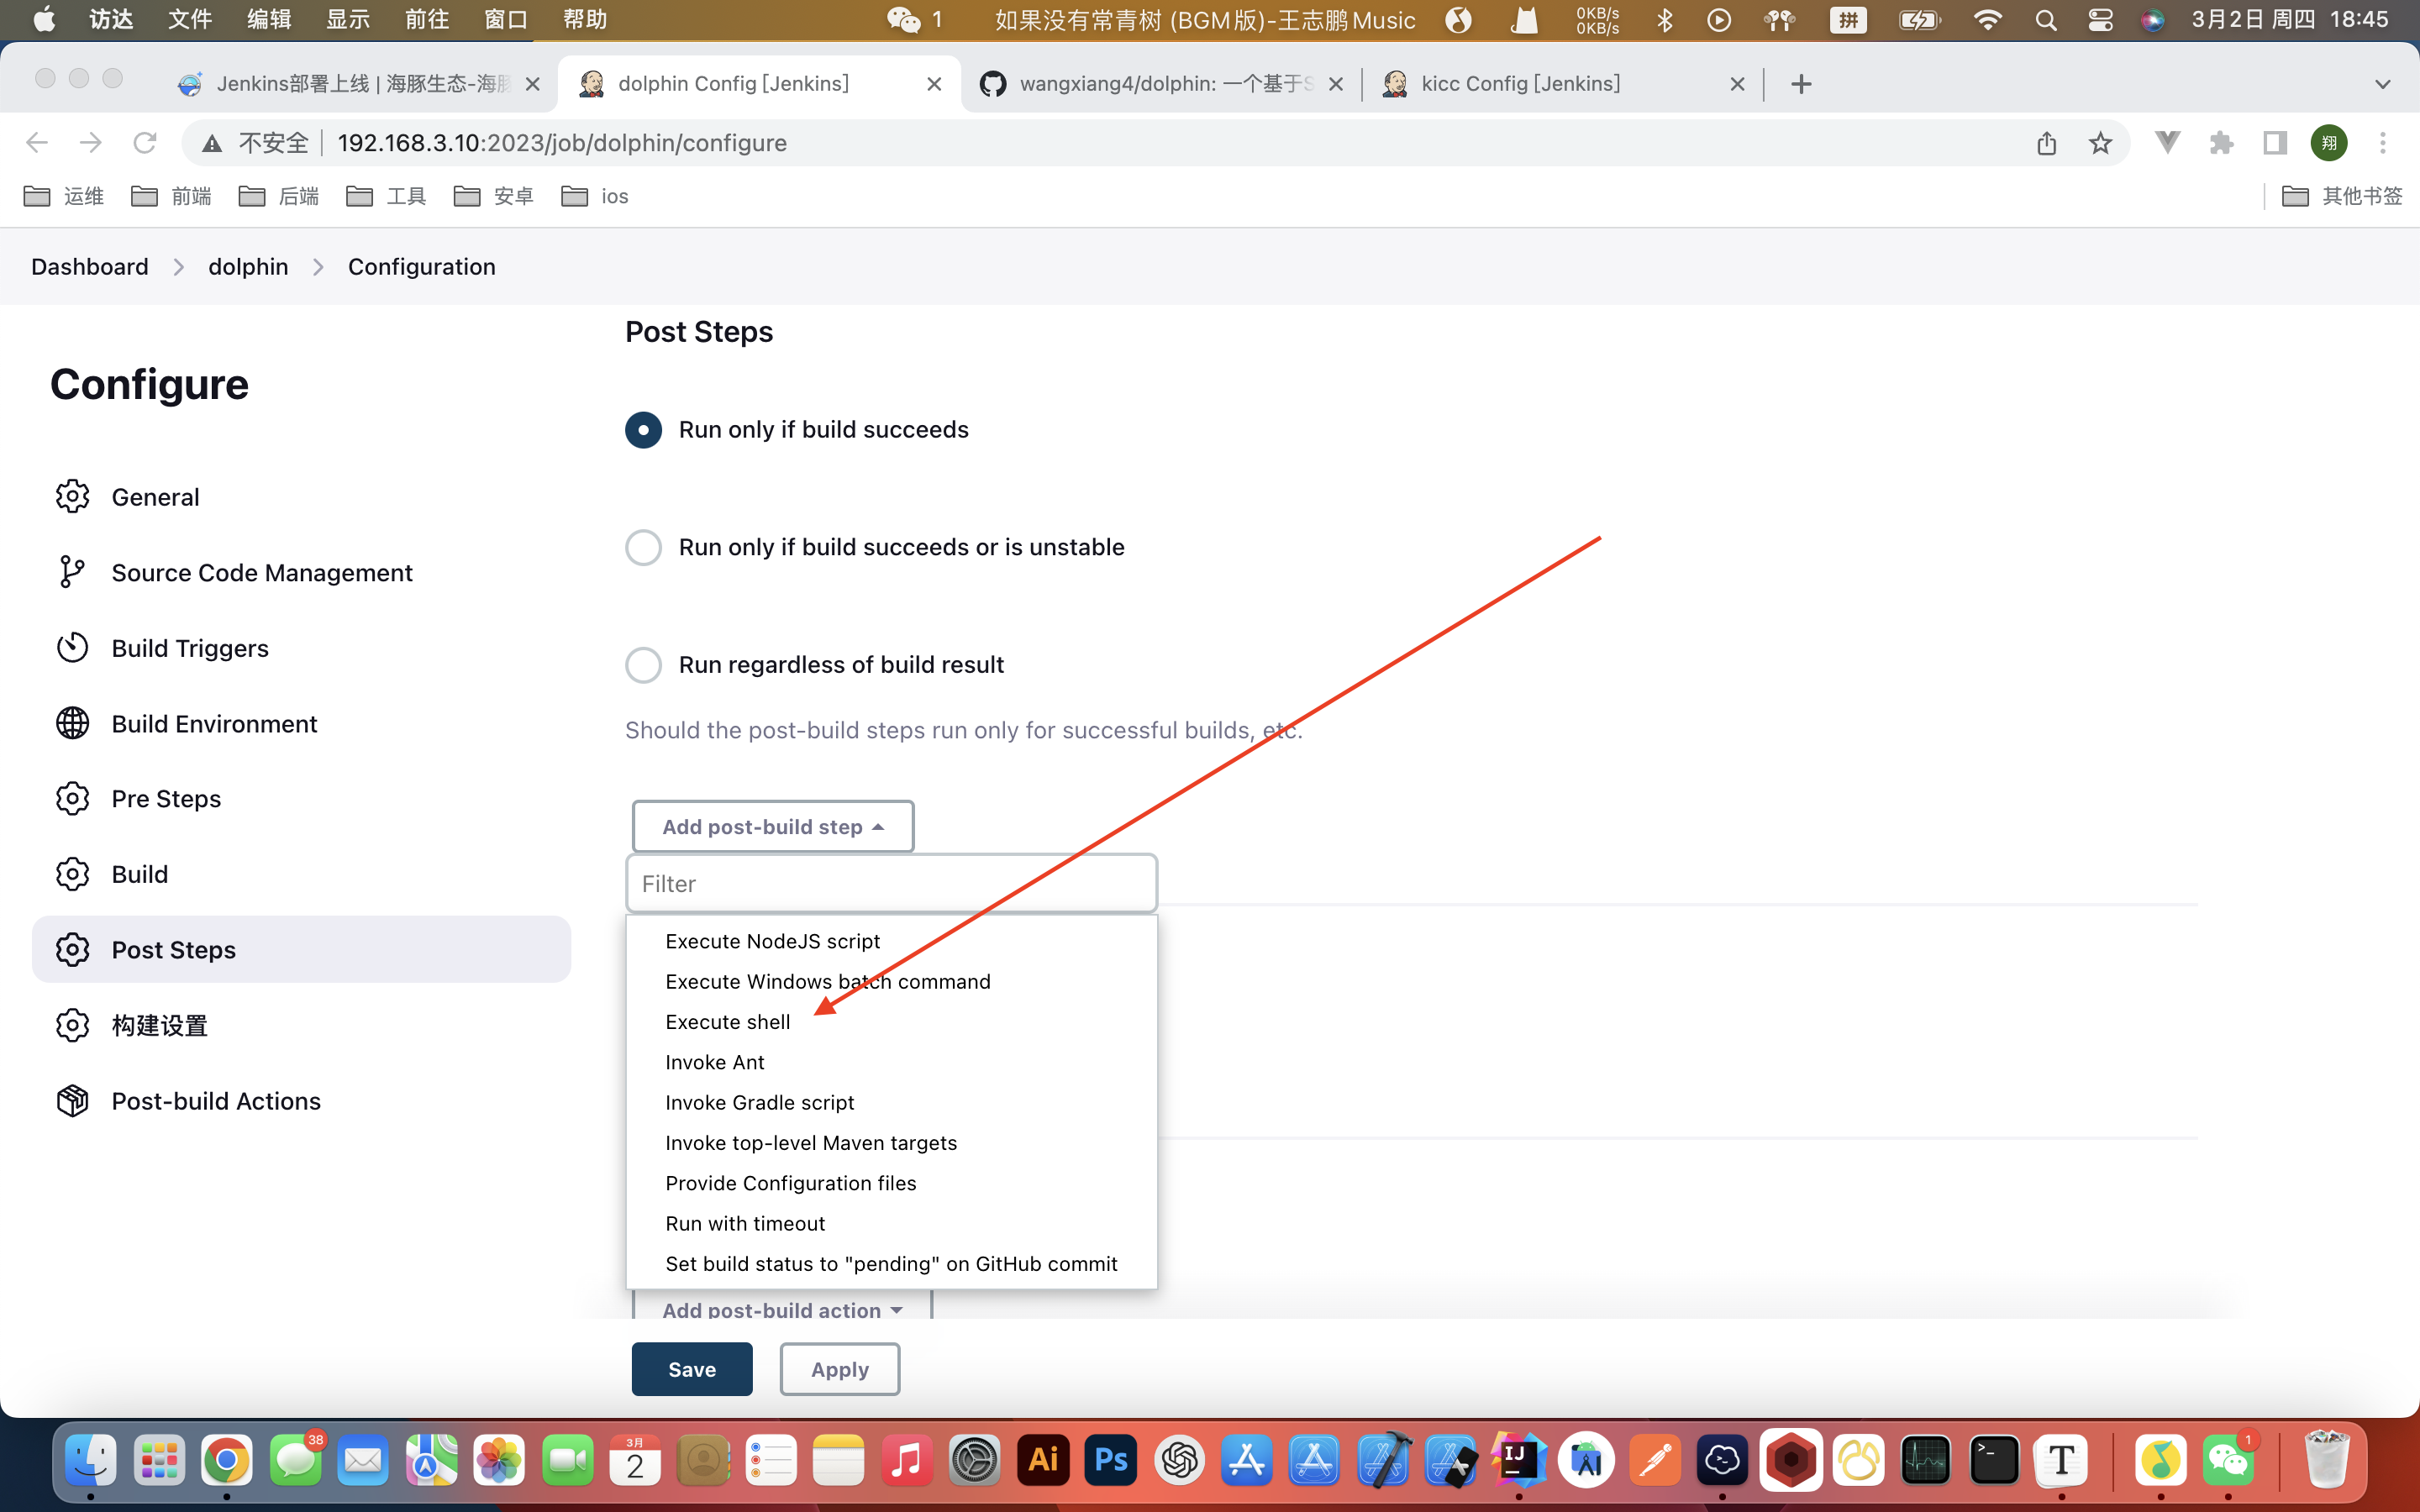 访达 文件 编辑 显示 前往 窗口 帮助 1 如果没有常青树 (BGM版)-王志鹏Music 0KB/s 0KB/s 拼 3月2日 周四 18:45
Jenkins部署上线 | 海豚生态-海豚 dolphin Config [Jenkins] wangxiang4/dolphin: 一个基于S kicc Config [Jenkins]
不安全 192.168.3.10:2023/job/dolphin/configure 翔
运维 前端 后端 工具 安卓 ios 其他书签
Dashboard dolphin Configuration
Configure
General
Source Code Management
Build Triggers
Build Environment
Pre Steps
Build
Post Steps
构建设置
Post-build Actions
Post Steps
Run only if build succeeds
Run only if build succeeds or is unstable
Run regardless of build result
Should the post-build steps run only for successful builds, etc.
Add post-build step
Filter
Execute NodeJS script
Execute Windows batch command
Execute shell
Invoke Ant
Invoke Gradle script
Invoke top-level Maven targets
Provide Configuration files
Run with timeout
Set build status to "pending" on GitHub commit
Add post-build action
Save Apply
38 3月 2 Ai Ps IJ >_ T 1